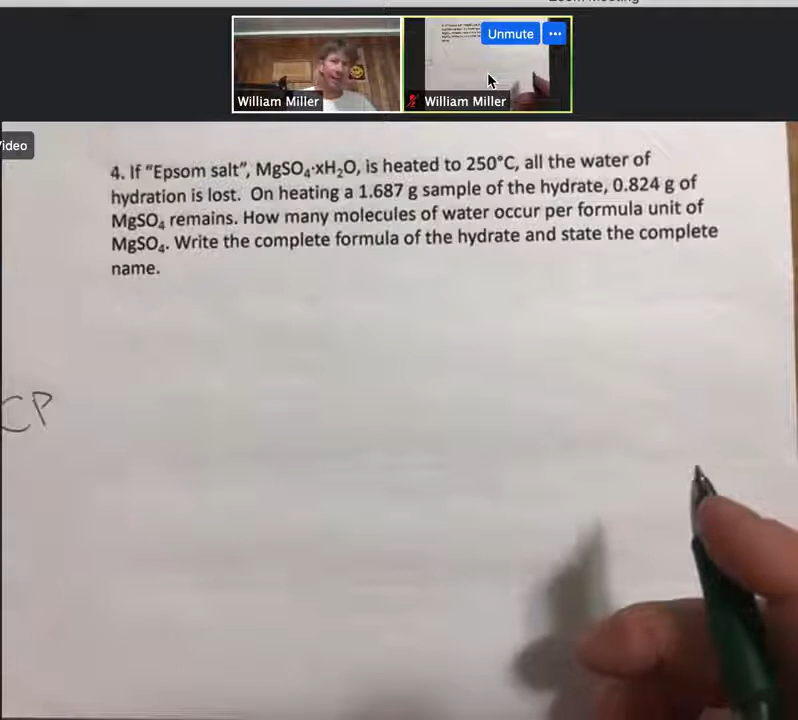 Unmute
William Miller
William Miller
ideo
4. If “Epsom salt”, MgSO₄·xH₂O, is heated to 250°C, all the water of
hydration is lost. On heating a 1.687 g sample of the hydrate, 0.824 g of
MgSO₄ remains. How many molecules of water occur per formula unit of
MgSO₄. Write the complete formula of the hydrate and state the complete
name.
CP